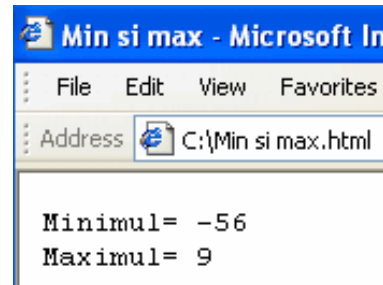 Min si max - Microsoft In
File Edit View Favorites
Address C:\Min si max.html
Minimul= -56
Maximul= 9